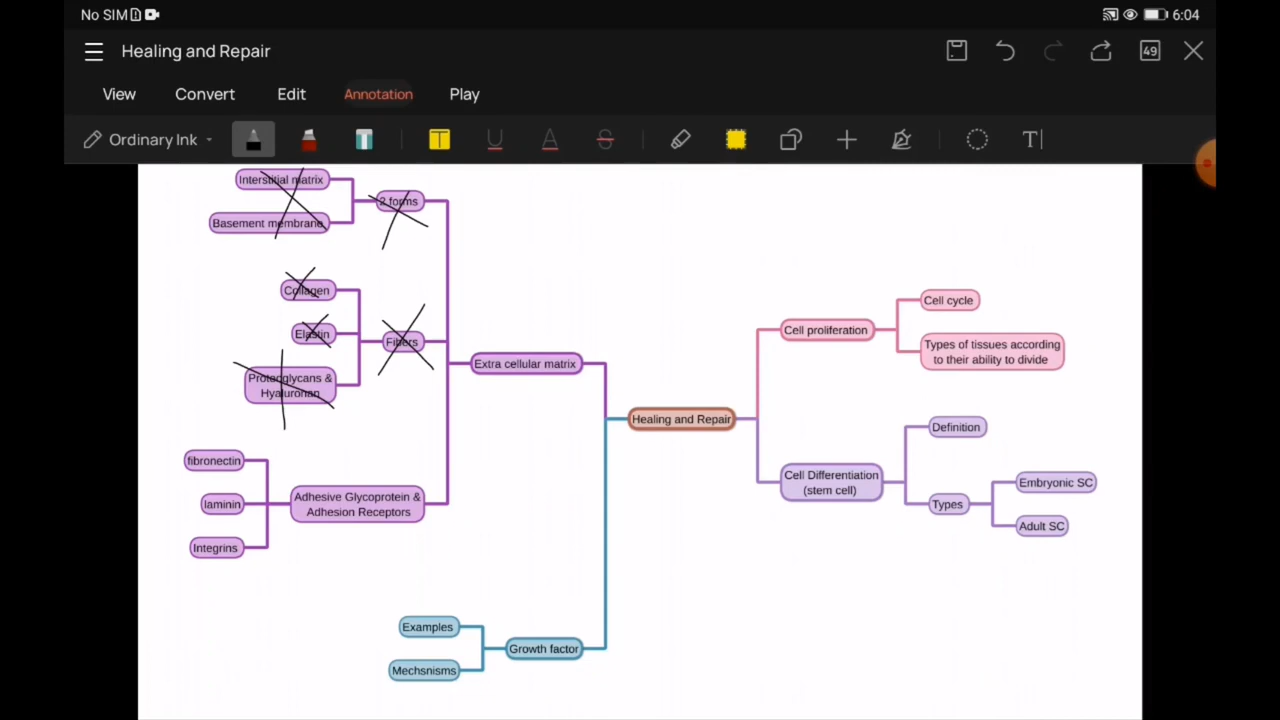 No SIM
6:04
Healing and Repair
49
View
Convert
Edit
Annotation
Play
Ordinary Ink
T
U
A
S
T
Interstitial matrix
Basement membrane
2 forms
Collagen
Elastin
Proteoglycans &
Hyaluronan
Fibers
fibronectin
laminin
Integrins
Adhesive Glycoprotein &
Adhesion Receptors
Extra cellular matrix
Examples
Mechsnisms
Growth factor
Healing and Repair
Cell proliferation
Cell cycle
Types of tissues according
to their ability to divide
Cell Differentiation
(stem cell)
Definition
Types
Embryonic SC
Adult SC